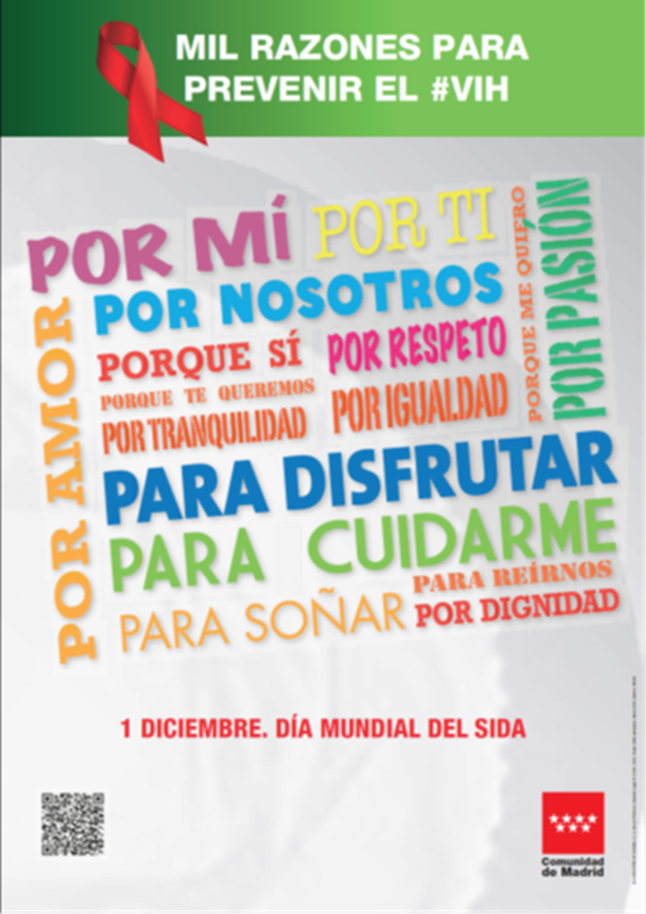 MIL RAZONES PARA
PREVENIR EL #VIH
POR MÍ
POR TI
POR NOSOTROS
PORQUE SÍ
POR RESPETO
PORQUE TE QUEREMOS
POR TRANQUILIDAD
POR IGUALDAD
PORQUE ME QUIERO
POR PASIÓN
POR AMOR
PARA DISFRUTAR
PARA CUIDARME
PARA SOÑAR
PARA REÍRNOS
POR DIGNIDAD
1 DICIEMBRE. DÍA MUNDIAL DEL SIDA
Comunidad
de Madrid